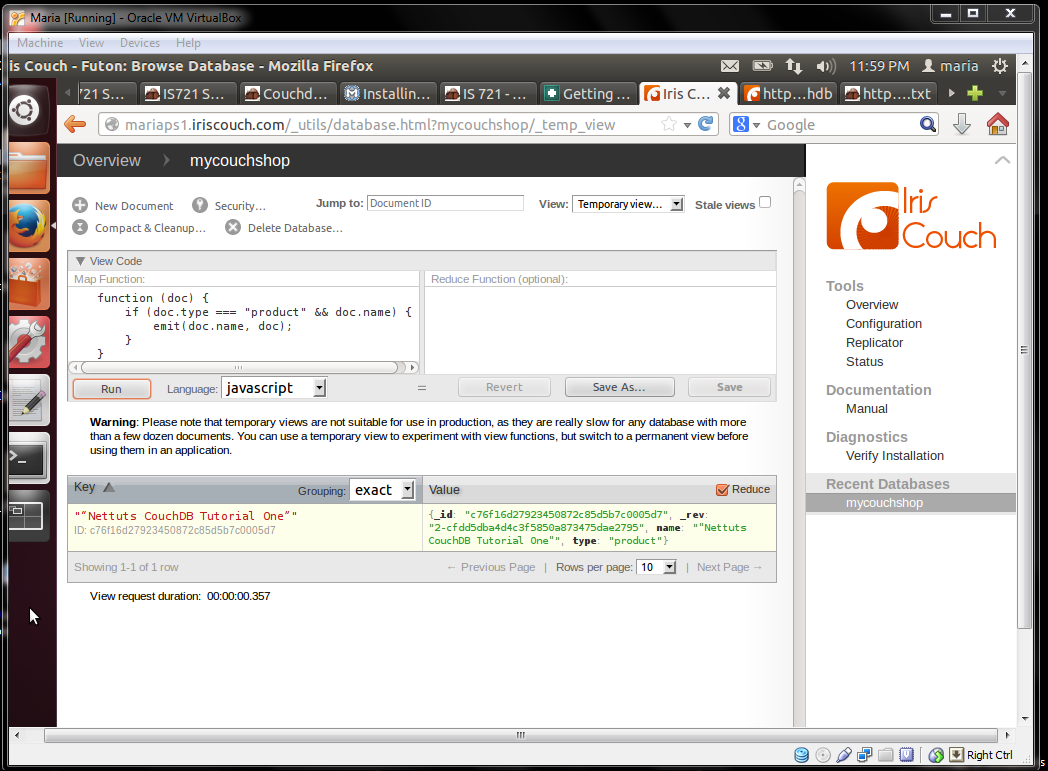 Maria [Running] - Oracle VM VirtualBox
Machine View Devices Help
is Couch - Futon: Browse Database - Mozilla Firefox
11:59 PM maria
721 S... IS721 S... Couchd... Installin... IS 721 - ... Getting ... Iris C... http...hdb http....txt
mariaps1.iriscouch.com/_utils/database.html?mycouchshop/_temp_view
Google
Overview mycouchshop
New Document Security... Jump to: Document ID View: Temporary view... Stale views
Compact & Cleanup... Delete Database...
View Code
Map Function: Reduce Function (optional):
function (doc) {
if (doc.type === "product" && doc.name) {
emit(doc.name, doc);
}
}
Run Language: javascript = Revert Save As... Save
Warning: Please note that temporary views are not suitable for use in production, as they are really slow for any database with more
than a few dozen documents. You can use a temporary view to experiment with view functions, but switch to a permanent view before
using them in an application.
Key Grouping: exact Value Reduce
"“Nettuts CouchDB Tutorial One”"
ID: c76f16d27923450872c85d5b7c0005d7
{_id: "c76f16d27923450872c85d5b7c0005d7", _rev:
"2-cfdd5dba4d4c3f5850a873475dae2795", name: "“Nettuts
CouchDB Tutorial One”", type: "product"}
Showing 1-1 of 1 row ← Previous Page | Rows per page: 10 | Next Page →
View request duration: 00:00:00.357
Iris
Couch
Tools
Overview
Configuration
Replicator
Status
Documentation
Manual
Diagnostics
Verify Installation
Recent Databases
mycouchshop
Right Ctrl